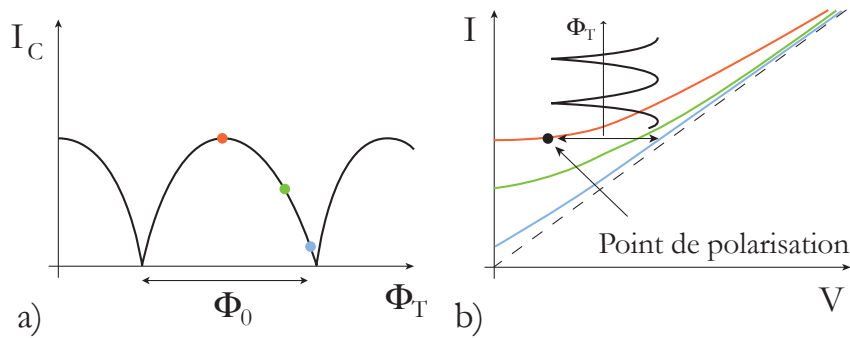 I_C
Φ_0
Φ_T
a)
I
Φ_T
Point de polarisation
V
b)